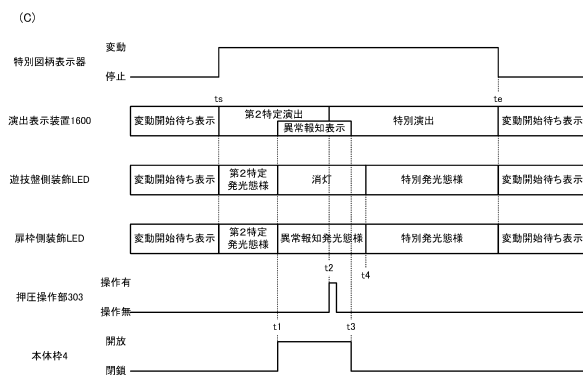 (C)
変動
特別図柄表示器
停止
ts
te
演出表示装置1600
変動開始待ち表示
第2特定演出
異常報知表示
特別演出
変動開始待ち表示
遊技盤側装飾LED
変動開始待ち表示
第2特定
発光態様
消灯
特別発光態様
変動開始待ち表示
扉枠側装飾LED
変動開始待ち表示
第2特定
発光態様
異常報知発光態様
特別発光態様
変動開始待ち表示
t2
t4
操作有
押圧操作部303
操作無
t1
t3
開放
本体枠4
閉鎖